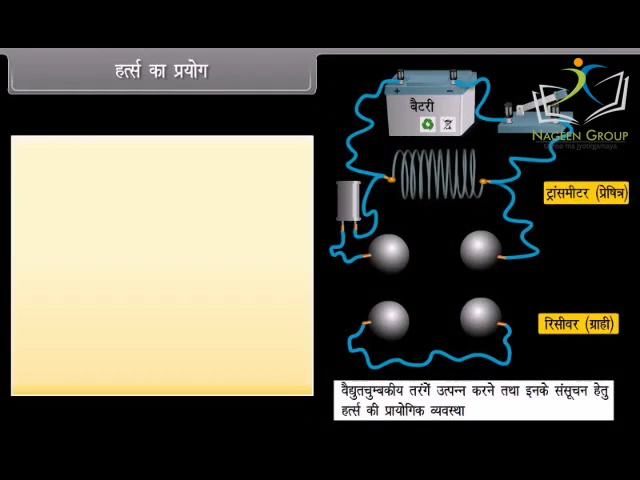 हर्त्स का प्रयोग
+ -
बैटरी
NAGEEN GROUP
ट्रांसमीटर (प्रेषित्र)
रिसीवर (ग्राही)
वैद्युतचुम्बकीय तरंगें उत्पन्न करने तथा इनके संसूचन हेतु
हर्त्स की प्रायोगिक व्यवस्था